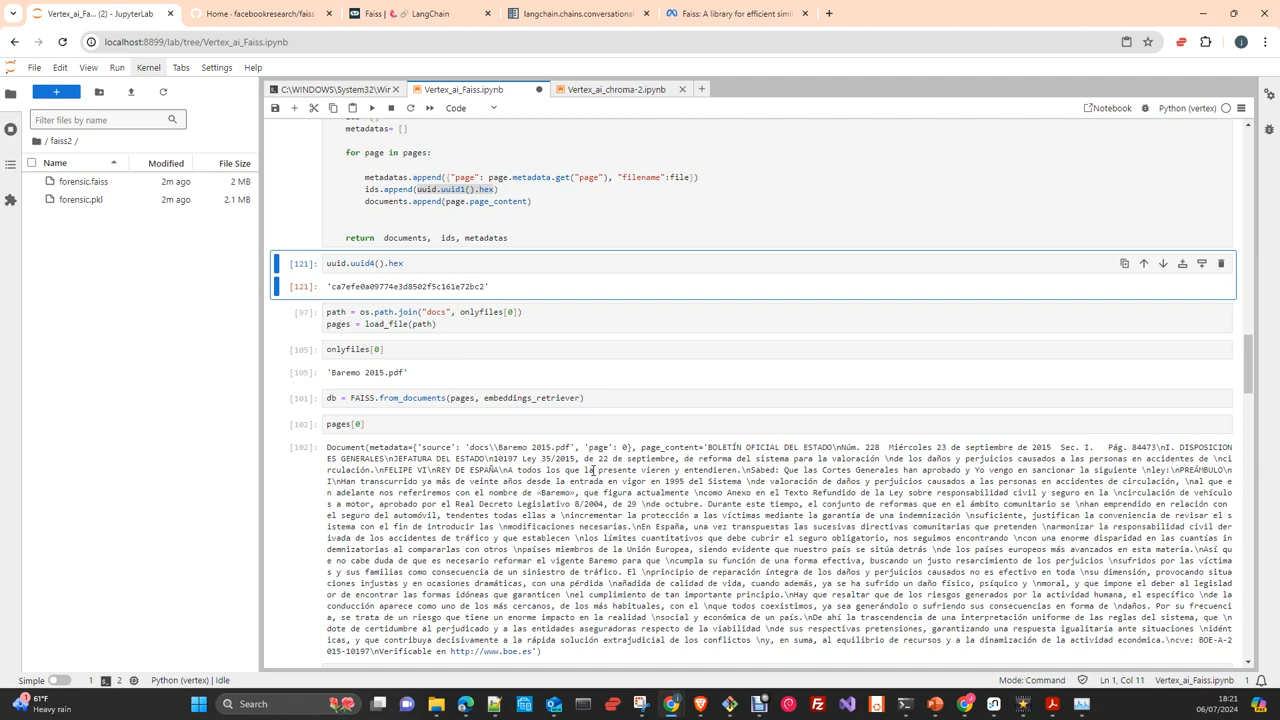 Vertex_ai_Fa... (2) - JupyterLab
Home · facebookresearch/faiss
Faiss | 🦜️🔗 LangChain
langchain.chains.conversational
Faiss: A library for efficient simil
localhost:8899/lab/tree/Vertex_ai_Faiss.ipynb
File Edit View Run Kernel Tabs Settings Help
Filter files by name
/ faiss2 /
Name Modified File Size
forensic.faiss 2m ago 2 MB
forensic.pkl 2m ago 2.1 MB
C:\WINDOWS\System32\Wir
Vertex_ai_Faiss.ipynb
Vertex_ai_chroma-2.ipynb
Code
Notebook
Python (vertex)
metadatas= []
for page in pages:
metadatas.append({"page": page.metadata.get("page"), "filename":file})
ids.append(uuid.uuid1().hex)
documents.append(page.page_content)
return documents, ids, metadatas
[121]: uuid.uuid4().hex
[121]: 'ca7efe0a09774e3d8502f5c161e72bc2'
[97]: path = os.path.join("docs", onlyfiles[0])
pages = load_file(path)
[105]: onlyfiles[0]
[105]: 'Baremo 2015.pdf'
[101]: db = FAISS.from_documents(pages, embeddings_retriever)
[102]: pages[0]
[102]: Document(metadata={'source': 'docs\\Baremo 2015.pdf', 'page': 0}, page_content='BOLETÍN OFICIAL DEL ESTADO\nNúm. 228  Miércoles 23 de septiembre de 2015  Sec. I.   Pág. 84473\nI. DISPOSICION
ES GENERALES\nJEFATURA DEL ESTADO\n10197 Ley 35/2015, de 22 de septiembre, de reforma del sistema para la valoración \nde los daños y perjuicios causados a las personas en accidentes de \nci
rculación.\nFELIPE VI\nREY DE ESPAÑA\nA todos los que la presente vieren y entendieren.\nSabed: Que las Cortes Generales han aprobado y Yo vengo en sancionar la siguiente \nley:\nPREÁMBULO\n
I\nHan transcurrido ya más de veinte años desde la entrada en vigor en 1995 del Sistema \nde valoración de daños y perjuicios causados a las personas en accidentes de circulación, \nal que e
n adelante nos referiremos con el nombre de «Baremo», que figura actualmente \ncomo Anexo en el Texto Refundido de la Ley sobre responsabilidad civil y seguro en la \ncirculación de vehículo
s a motor, aprobado por el Real Decreto Legislativo 8/2004, de 29 \nde octubre. Durante este tiempo, el conjunto de reformas que en el ámbito comunitario se \nhan emprendido en relación con
el seguro del automóvil, tendentes todas ellas a \nincrementar la protección a las víctimas mediante la garantía de una indemnización \nsuficiente, justifican la conveniencia de revisar el s
istema con el fin de introducir las \nmodificaciones necesarias.\nEn España, una vez transpuestas las sucesivas directivas comunitarias que pretenden \narmonizar la responsabilidad civil der
ivada de los accidentes de tráfico y que establecen \nlos límites cuantitativos que debe cubrir el seguro obligatorio, nos seguimos encontrando \ncon una enorme disparidad en las cuantías in
demnizatorias al compararlas con otros \npaíses miembros de la Unión Europea, siendo evidente que nuestro país se sitúa detrás \nde los países europeos más avanzados en esta materia.\nAsí qu
e no cabe duda de que es necesario reformar el vigente Baremo para que \ncumpla su función de una forma efectiva, buscando un justo resarcimiento de los perjuicios \nsufridos por las víctima
s y sus familias como consecuencia de un siniestro de tráfico. El \nprincipio de reparación íntegra de los daños y perjuicios causados no es efectivo en toda \nsu dimensión, provocando situa
ciones injustas y en ocasiones dramáticas, con una pérdida \nañadida de calidad de vida, cuando además, ya se ha sufrido un daño físico, psíquico y \nmoral, y que impone el deber al legislad
or de encontrar las formas idóneas que garanticen \nel cumplimiento de tan importante principio.\nHay que resaltar que de los riesgos generados por la actividad humana, el específico \nde la
conducción aparece como uno de los más cercanos, de los más habituales, con el \nque todos coexistimos, ya sea generándolo o sufriendo sus consecuencias en forma de \ndaños. Por su frecuenci
a, se trata de un riesgo que tiene un enorme impacto en la realidad \nsocial y económica de un país.\nDe ahí la trascendencia de una interpretación uniforme de las reglas del sistema, que \n
dote de certidumbre al perjudicado y a las entidades aseguradoras respecto de la viabilidad \nde sus respectivas pretensiones, garantizando una respuesta igualitaria ante situaciones \nidént
icas, y que contribuya decisivamente a la rápida solución extrajudicial de los conflictos \ny, en suma, al equilibrio de recursos y a la dinamización de la actividad económica.\ncve: BOE-A-2
015-10197\nVerificable en http://www.boe.es')
Simple 1 2 Python (vertex) | Idle
Mode: Command Ln 1, Col 11 Vertex_ai_Faiss.ipynb 1
61°F
Heavy rain
Search
18:21
06/07/2024